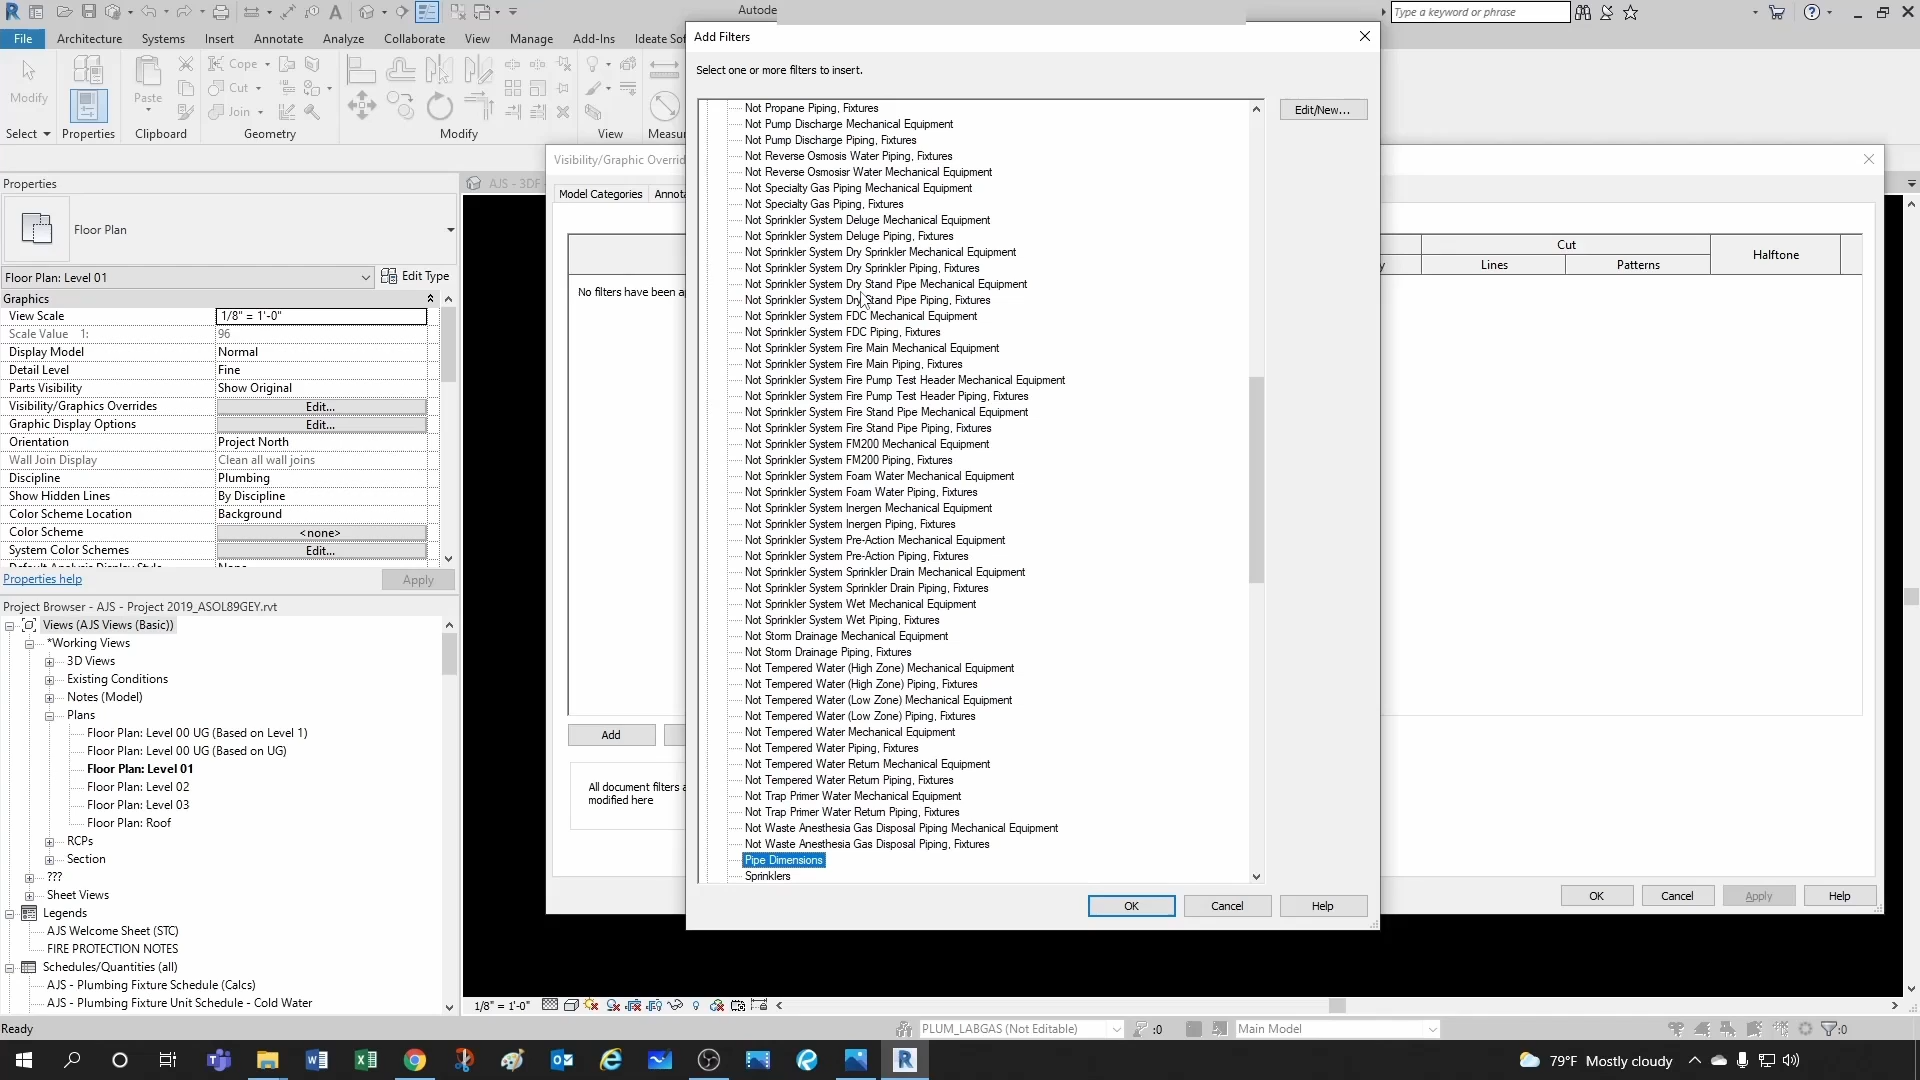 Autode
Type a keyword or phrase
File
Architecture
Systems
Insert
Annotate
Analyze
Collaborate
View
Manage
Add-Ins
Ideate Sof
Modify
Paste
Cope
Cut
Join
Select
Properties
Clipboard
Geometry
Modify
View
Measur
Properties
Floor Plan
Floor Plan: Level 01
Edit Type
Graphics
View Scale
1/8" = 1'-0"
Scale Value 1:
96
Display Model
Normal
Detail Level
Fine
Parts Visibility
Show Original
Visibility/Graphics Overrides
Edit...
Graphic Display Options
Edit...
Orientation
Project North
Wall Join Display
Clean all wall joins
Discipline
Plumbing
Show Hidden Lines
By Discipline
Color Scheme Location
Background
Color Scheme
<none>
System Color Schemes
Edit...
Properties help
Apply
Project Browser - AJS - Project 2019_ASOL89GEY.rvt
Views (AJS Views (Basic))
*Working Views
3D Views
Existing Conditions
Notes (Model)
Plans
Floor Plan: Level 00 UG (Based on Level 1)
Floor Plan: Level 00 UG (Based on UG)
Floor Plan: Level 01
Floor Plan: Level 02
Floor Plan: Level 03
Floor Plan: Roof
RCPs
Section
???
Sheet Views
Legends
AJS Welcome Sheet (STC)
FIRE PROTECTION NOTES
Schedules/Quantities (all)
AJS - Plumbing Fixture Schedule (Calcs)
AJS - Plumbing Fixture Unit Schedule - Cold Water
AJS - 3DF
Visibility/Graphic Overrid
Model Categories
Annota
No filters have been a
Add
All document filters a
modified here
Cut
Lines
Patterns
Halftone
OK
Cancel
Apply
Help
Add Filters
Select one or more filters to insert.
Edit/New...
Not Propane Piping, Fixtures
Not Pump Discharge Mechanical Equipment
Not Pump Discharge Piping, Fixtures
Not Reverse Osmosis Water Piping, Fixtures
Not Reverse Osmosisr Water Mechanical Equipment
Not Specialty Gas Piping Mechanical Equipment
Not Specialty Gas Piping, Fixtures
Not Sprinkler System Deluge Mechanical Equipment
Not Sprinkler System Deluge Piping, Fixtures
Not Sprinkler System Dry Sprinkler Mechanical Equipment
Not Sprinkler System Dry Sprinkler Piping, Fixtures
Not Sprinkler System Dry Stand Pipe Mechanical Equipment
Not Sprinkler System Dry Stand Pipe Piping, Fixtures
Not Sprinkler System FDC Mechanical Equipment
Not Sprinkler System FDC Piping, Fixtures
Not Sprinkler System Fire Main Mechanical Equipment
Not Sprinkler System Fire Main Piping, Fixtures
Not Sprinkler System Fire Pump Test Header Mechanical Equipment
Not Sprinkler System Fire Pump Test Header Piping, Fixtures
Not Sprinkler System Fire Stand Pipe Mechanical Equipment
Not Sprinkler System Fire Stand Pipe Piping, Fixtures
Not Sprinkler System FM200 Mechanical Equipment
Not Sprinkler System FM200 Piping, Fixtures
Not Sprinkler System Foam Water Mechanical Equipment
Not Sprinkler System Foam Water Piping, Fixtures
Not Sprinkler System Inergen Mechanical Equipment
Not Sprinkler System Inergen Piping, Fixtures
Not Sprinkler System Pre-Action Mechanical Equipment
Not Sprinkler System Pre-Action Piping, Fixtures
Not Sprinkler System Sprinkler Drain Mechanical Equipment
Not Sprinkler System Sprinkler Drain Piping, Fixtures
Not Sprinkler System Wet Mechanical Equipment
Not Sprinkler System Wet Piping, Fixtures
Not Storm Drainage Mechanical Equipment
Not Storm Drainage Piping, Fixtures
Not Tempered Water (High Zone) Mechanical Equipment
Not Tempered Water (High Zone) Piping, Fixtures
Not Tempered Water (Low Zone) Mechanical Equipment
Not Tempered Water (Low Zone) Piping, Fixtures
Not Tempered Water Mechanical Equipment
Not Tempered Water Piping, Fixtures
Not Tempered Water Return Mechanical Equipment
Not Tempered Water Return Piping, Fixtures
Not Trap Primer Water Mechanical Equipment
Not Trap Primer Water Return Piping, Fixtures
Not Waste Anesthesia Gas Disposal Piping Mechanical Equipment
Not Waste Anesthesia Gas Disposal Piping, Fixtures
Pipe Dimensions
Sprinklers
OK
Cancel
Help
1/8" = 1'-0"
Ready
PLUM_LABGAS (Not Editable)
:0
Main Model
:0
79°F Mostly cloudy